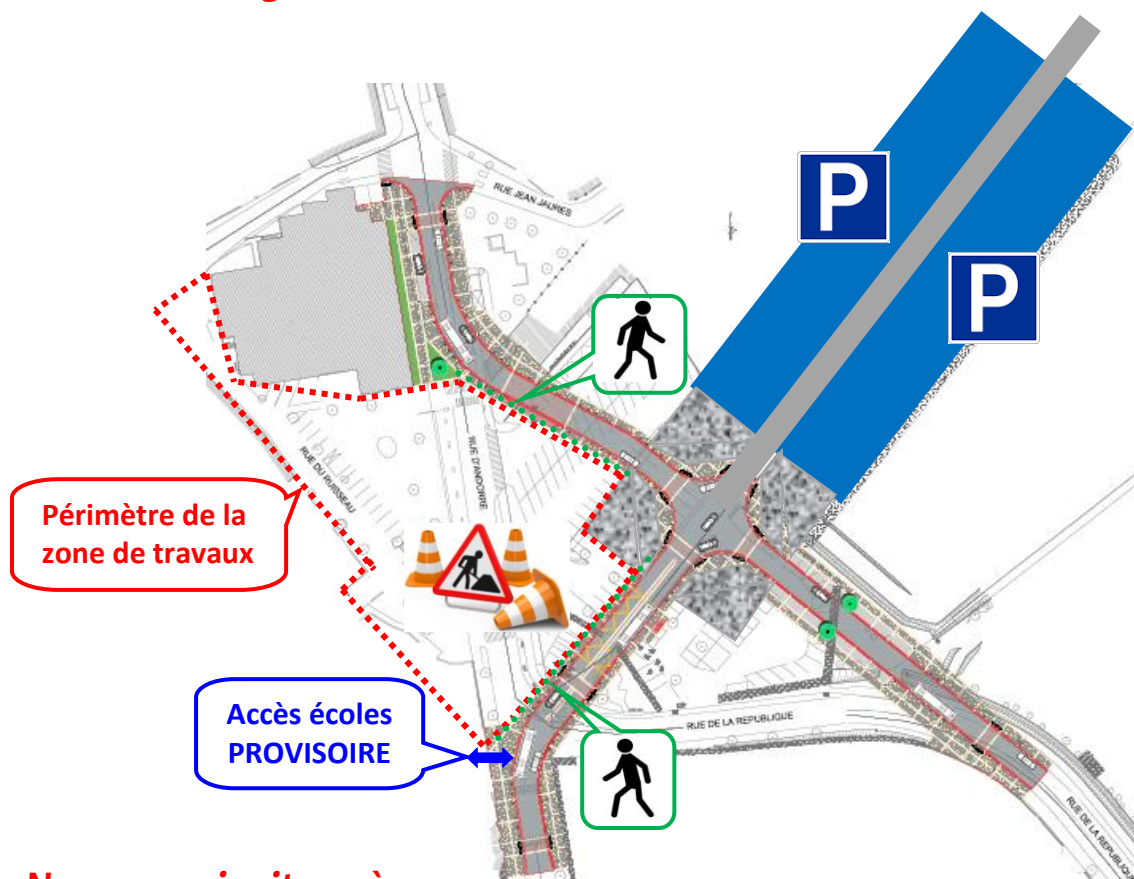 RUE JEAN JAURES
P
P
RUE D'ANDORRE
RUE DU RUISSEAU
Périmètre de la
zone de travaux
Accès écoles
PROVISOIRE
RUE DE LA REPUBLIQUE
RUE DE LA REPUBLIQUE